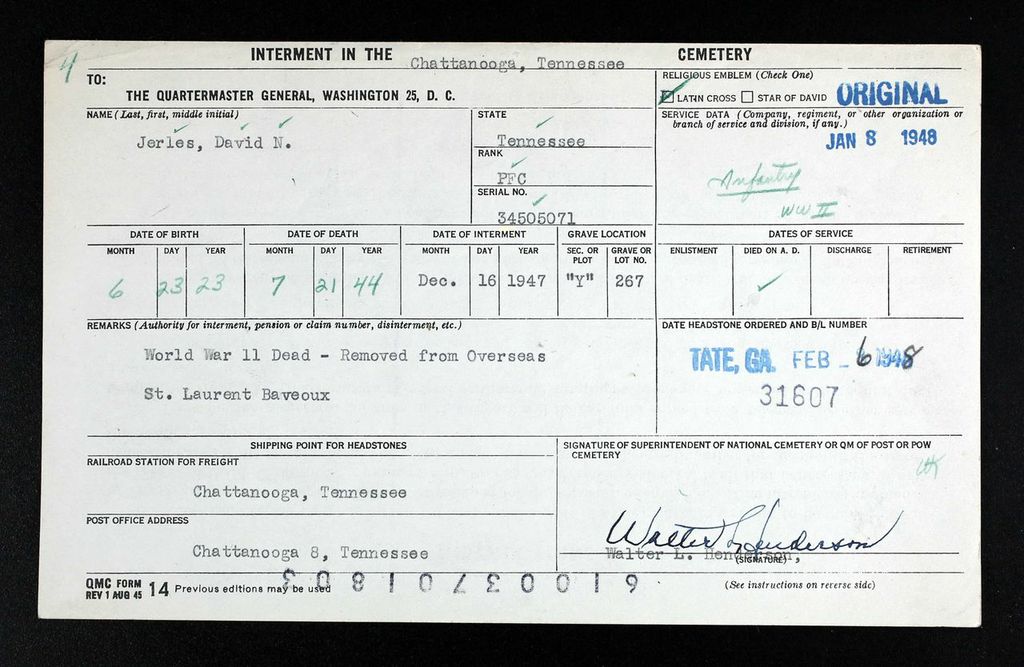 4
INTERMENT IN THE Chattanooga, Tennessee CEMETERY
TO:
THE QUARTERMASTER GENERAL, WASHINGTON 25, D. C.
RELIGIOUS EMBLEM (Check One)
LATIN CROSS STAR OF DAVID ORIGINAL
NAME (Last, first, middle initial)
Jerles, David N.
STATE
Tennessee
RANK
PFC
SERIAL NO.
34505071
SERVICE DATA (Company, regiment, or other organization or
branch of service and division, if any.)
JAN 8 1948
Infantry
WW II
DATE OF BIRTH DATE OF DEATH DATE OF INTERMENT GRAVE LOCATION DATES OF SERVICE
MONTH DAY YEAR MONTH DAY YEAR MONTH DAY YEAR SEC. OR PLOT GRAVE OR LOT NO. ENLISTMENT DIED ON A. D. DISCHARGE RETIREMENT
6 23 23 7 21 44 Dec. 16 1947 "Y" 267
REMARKS (Authority for interment, pension or claim number, disinterment, etc.)
World War 11 Dead - Removed from Overseas
St. Laurent Baveoux
DATE HEADSTONE ORDERED AND B/L NUMBER
TATE, GA. FEB - 6 1948
31607
SHIPPING POINT FOR HEADSTONES
RAILROAD STATION FOR FREIGHT
Chattanooga, Tennessee
POST OFFICE ADDRESS
Chattanooga 8, Tennessee
SIGNATURE OF SUPERINTENDENT OF NATIONAL CEMETERY OR QM OF POST OR POW
CEMETERY
Walter L. Henderson
Walter L. Henderson,
(SIGNATURE)
QMC FORM
REV 1 AUG 45 14 Previous editions may be used
(See instructions on reverse side)